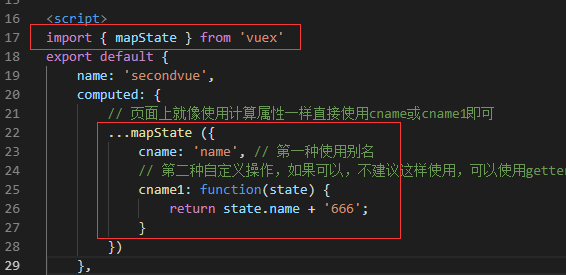 16 <script>
17 import { mapState } from 'vuex'
18 export default {
19 name: 'secondvue',
20 computed: {
21 // 页面上就像使用计算属性一样直接使用cname或cname1即可
22 ...mapState ({
23 cname: 'name', // 第一种使用别名
24 // 第二种自定义操作，如果可以，不建议这样使用，可以使用getter
25 cname1: function(state) {
26 return state.name + '666';
27 }
28 })
29 },